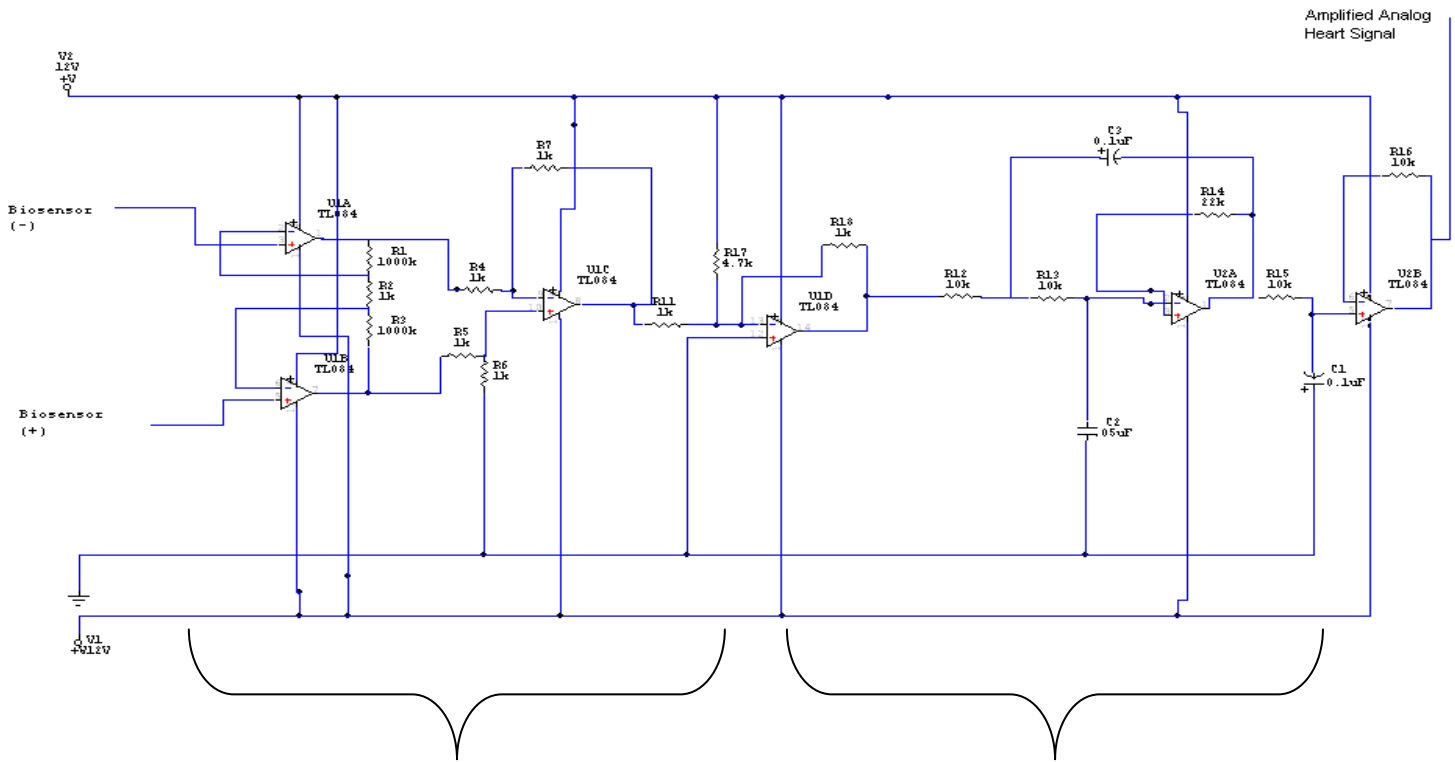 Amplified Analog
Heart Signal
V2
12V
+V
Biosensor
(-)
U1A
TL084
R1
1000k
R2
1k
R3
1000k
U1B
TL084
Biosensor
(+)
R4
1k
R5
1k
R6
1k
R7
1k
U1C
TL084
R11
1k
R17
4.7k
R18
1k
U1D
TL084
R12
10k
R13
10k
C3
0.1uF
R14
22k
U2A
TL084
C2
05uF
R15
10k
C1
0.1uF
R16
10k
U2B
TL084
V1